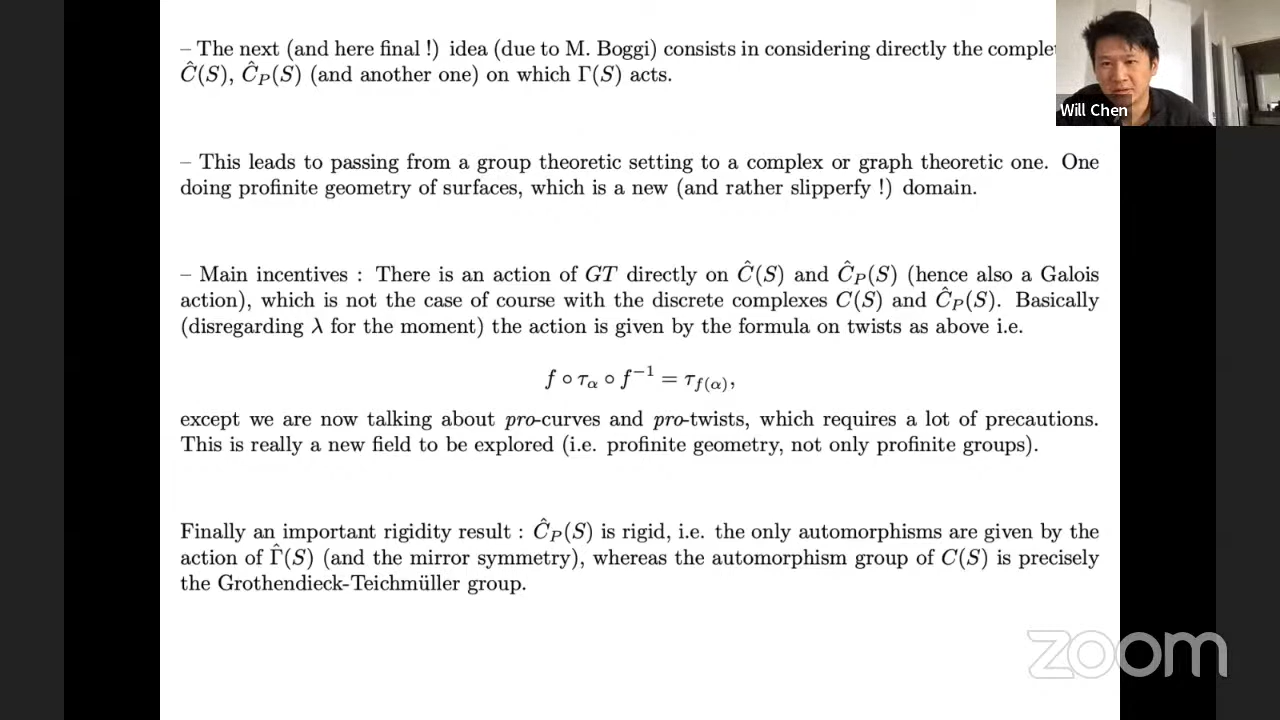 – The next (and here final !) idea (due to M. Boggi) consists in considering directly the
Ĉ(S), Ĉ_P(S) (and another one) on which Γ(S) acts.
Will Chen
– This leads to passing from a group theoretic setting to a complex or graph theoretic one. One
doing profinite geometry of surfaces, which is a new (and rather slipperfy !) domain.
– Main incentives : There is an action of GT directly on Ĉ(S) and Ĉ_P(S) (hence also a Galois
action), which is not the case of course with the discrete complexes C(S) and Ĉ_P(S). Basically
(disregarding λ for the moment) the action is given by the formula on twists as above i.e.
f ∘ τ_α ∘ f⁻¹ = τ_{f(α)},
except we are now talking about pro-curves and pro-twists, which requires a lot of precautions.
This is really a new field to be explored (i.e. profinite geometry, not only profinite groups).
Finally an important rigidity result : Ĉ_P(S) is rigid, i.e. the only automorphisms are given by the
action of Γ̂(S) (and the mirror symmetry), whereas the automorphism group of C(S) is precisely
the Grothendieck-Teichmüller group.
zoom